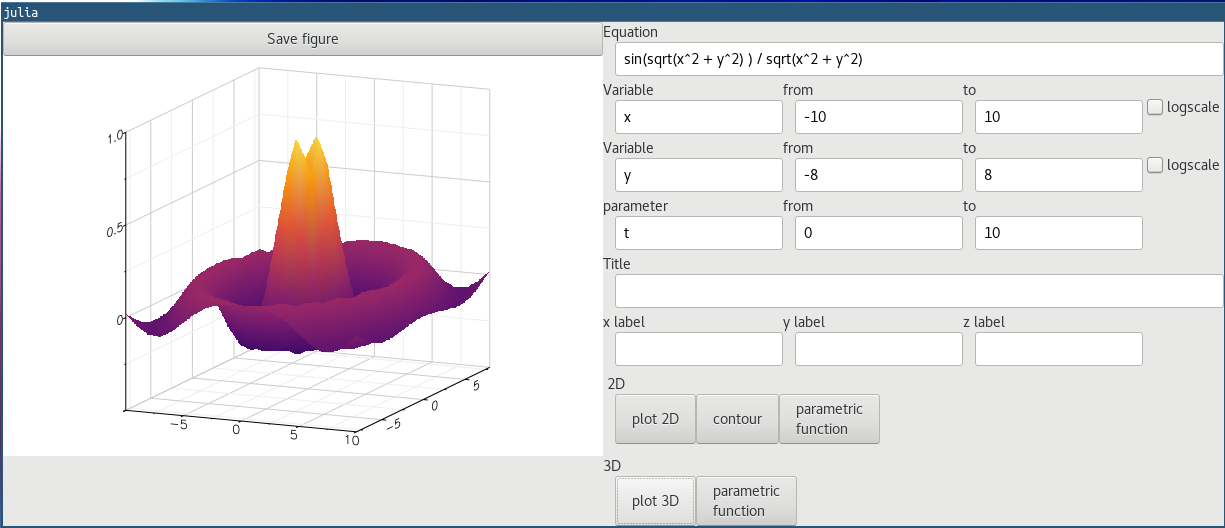 julia
Save figure
1.0
0.5
0
-5
0
5
10
-5
0
5
Equation
sin(sqrt(x^2 + y^2) ) / sqrt(x^2 + y^2)
Variable from to
x -10 10 logscale
Variable from to
y -8 8 logscale
parameter from to
t 0 10
Title
x label y label z label
2D
plot 2D contour parametric
function
3D
plot 3D parametric
function